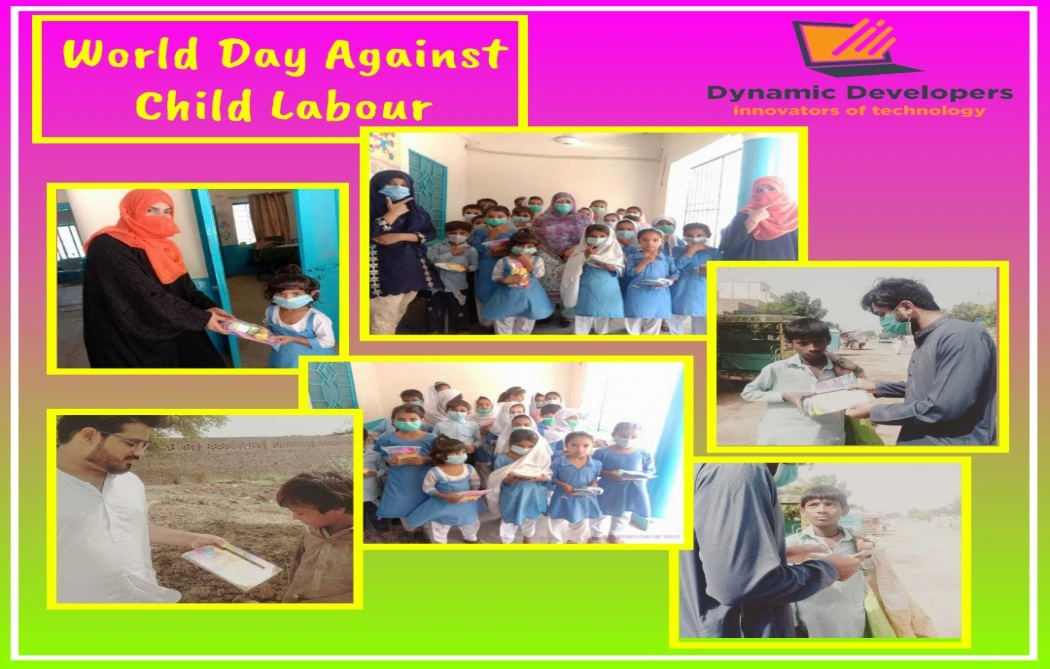 World Day Against
Child Labour
Dynamic Developers
innovators of technology